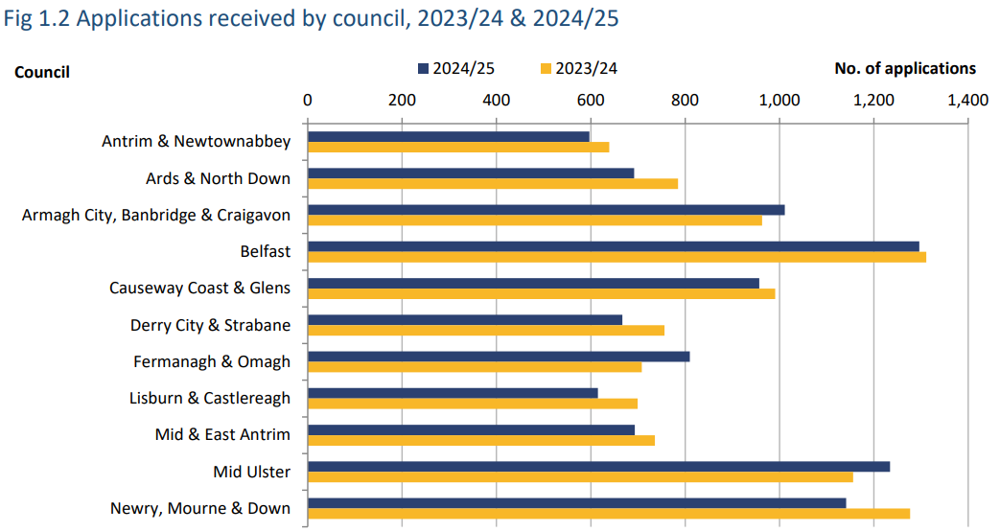 Fig 1.2 Applications received by council, 2023/24 & 2024/25
Council
2024/25 2023/24
No. of applications
0 200 400 600 800 1,000 1,200 1,400
Antrim & Newtownabbey
Ards & North Down
Armagh City, Banbridge & Craigavon
Belfast
Causeway Coast & Glens
Derry City & Strabane
Fermanagh & Omagh
Lisburn & Castlereagh
Mid & East Antrim
Mid Ulster
Newry, Mourne & Down